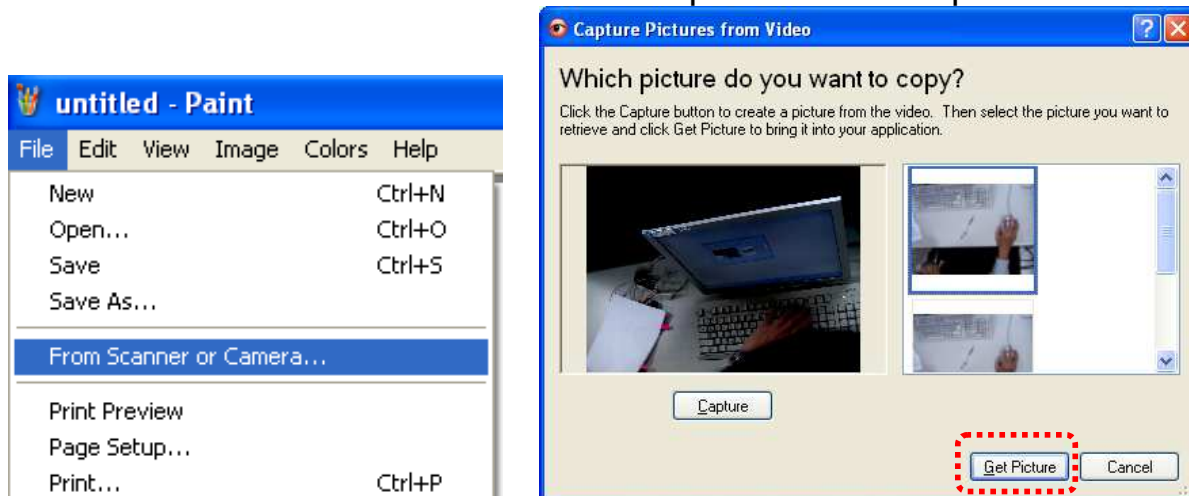 untitled - Paint
File Edit View Image Colors Help
New Ctrl+N
Open... Ctrl+O
Save Ctrl+S
Save As...
From Scanner or Camera...
Print Preview
Page Setup...
Print... Ctrl+P
Capture Pictures from Video
Which picture do you want to copy?
Click the Capture button to create a picture from the video. Then select the picture you want to
retrieve and click Get Picture to bring it into your application.
Capture
Get Picture Cancel